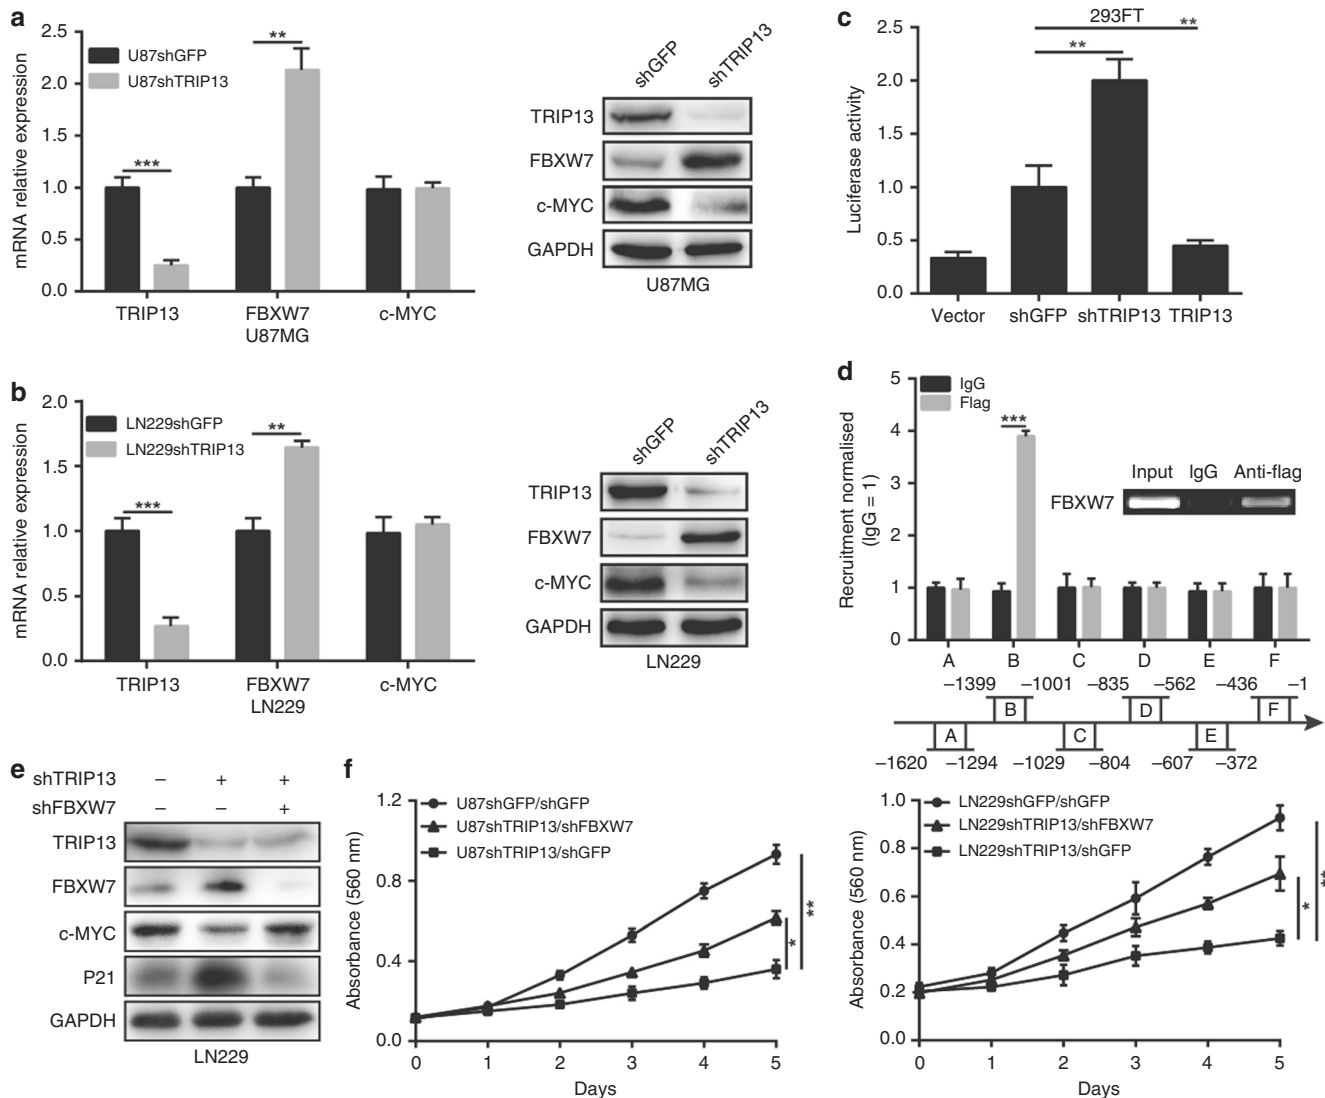 a
mRNA relative expression
2.5
2.0
1.5
1.0
0.5
0.0
U87shGFP
U87shTRIP13
***
**
TRIP13
FBXW7
c-MYC
U87MG
shGFP
shTRIP13
TRIP13
FBXW7
c-MYC
GAPDH
U87MG
b
mRNA relative expression
2.0
1.5
1.0
0.5
0.0
LN229shGFP
LN229shTRIP13
***
**
TRIP13
FBXW7
c-MYC
LN229
shGFP
shTRIP13
TRIP13
FBXW7
c-MYC
GAPDH
LN229
c
Luciferase activity
2.5
2.0
1.5
1.0
0.5
0.0
293FT
**
**
Vector
shGFP
shTRIP13
TRIP13
d
Recruitment normalised
(IgG = 1)
5
4
3
2
1
0
IgG
Flag
***
Input
IgG
Anti-flag
FBXW7
A
B
C
D
E
F
–1399
–1001
–835
–562
–436
–1
B
D
F
A
C
E
–1620
–1294
–1029
–804
–607
–372
e
shTRIP13 – + +
shFBXW7 – – +
TRIP13
FBXW7
c-MYC
P21
GAPDH
LN229
f
Absorbance (560 nm)
1.2
0.8
0.4
0.0
U87shGFP/shGFP
U87shTRIP13/shFBXW7
U87shTRIP13/shGFP
*
**
0 1 2 3 4 5
Days
Absorbance (560 nm)
1.0
0.8
0.6
0.4
0.2
0.0
LN229shGFP/shGFP
LN229shTRIP13/shFBXW7
LN229shTRIP13/shGFP
*
**
0 1 2 3 4 5
Days